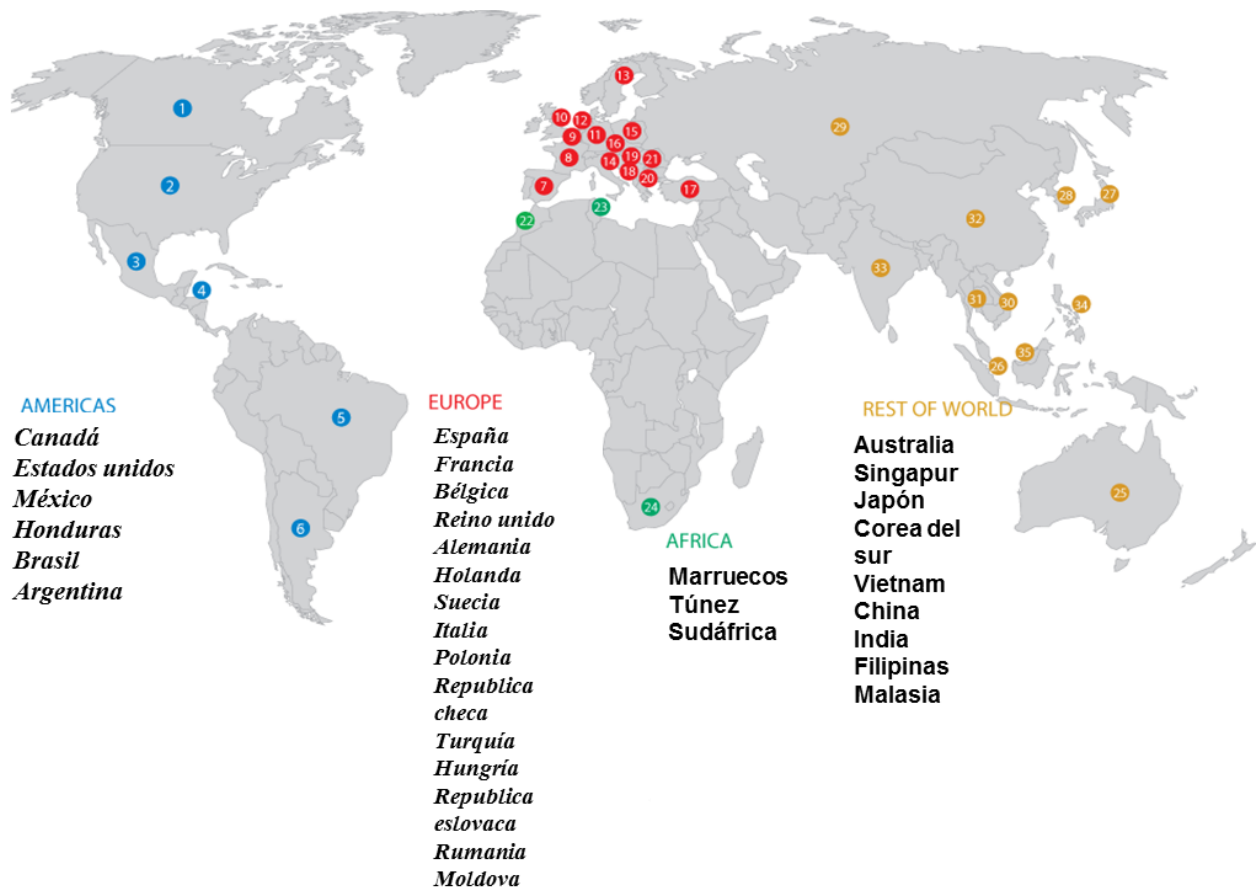 13
10
12
15
1
9
11
29
16
19
8
14
21
2
18
20
7
17
28
27
23
22
32
3
33
4
31
30
34
35
26
AMERICAS
Canadá
Estados unidos
México
Honduras
Brasil
Argentina
5
6
EUROPE
España
Francia
Bélgica
Reino unido
Alemania
Holanda
Suecia
Italia
Polonia
Republica
checa
Turquía
Hungría
Republica
eslovaca
Rumania
Moldova
24
AFRICA
Marruecos
Túnez
Sudáfrica
REST OF WORLD
Australia
Singapur
Japón
Corea del
sur
Vietnam
China
India
Filipinas
Malasia
25